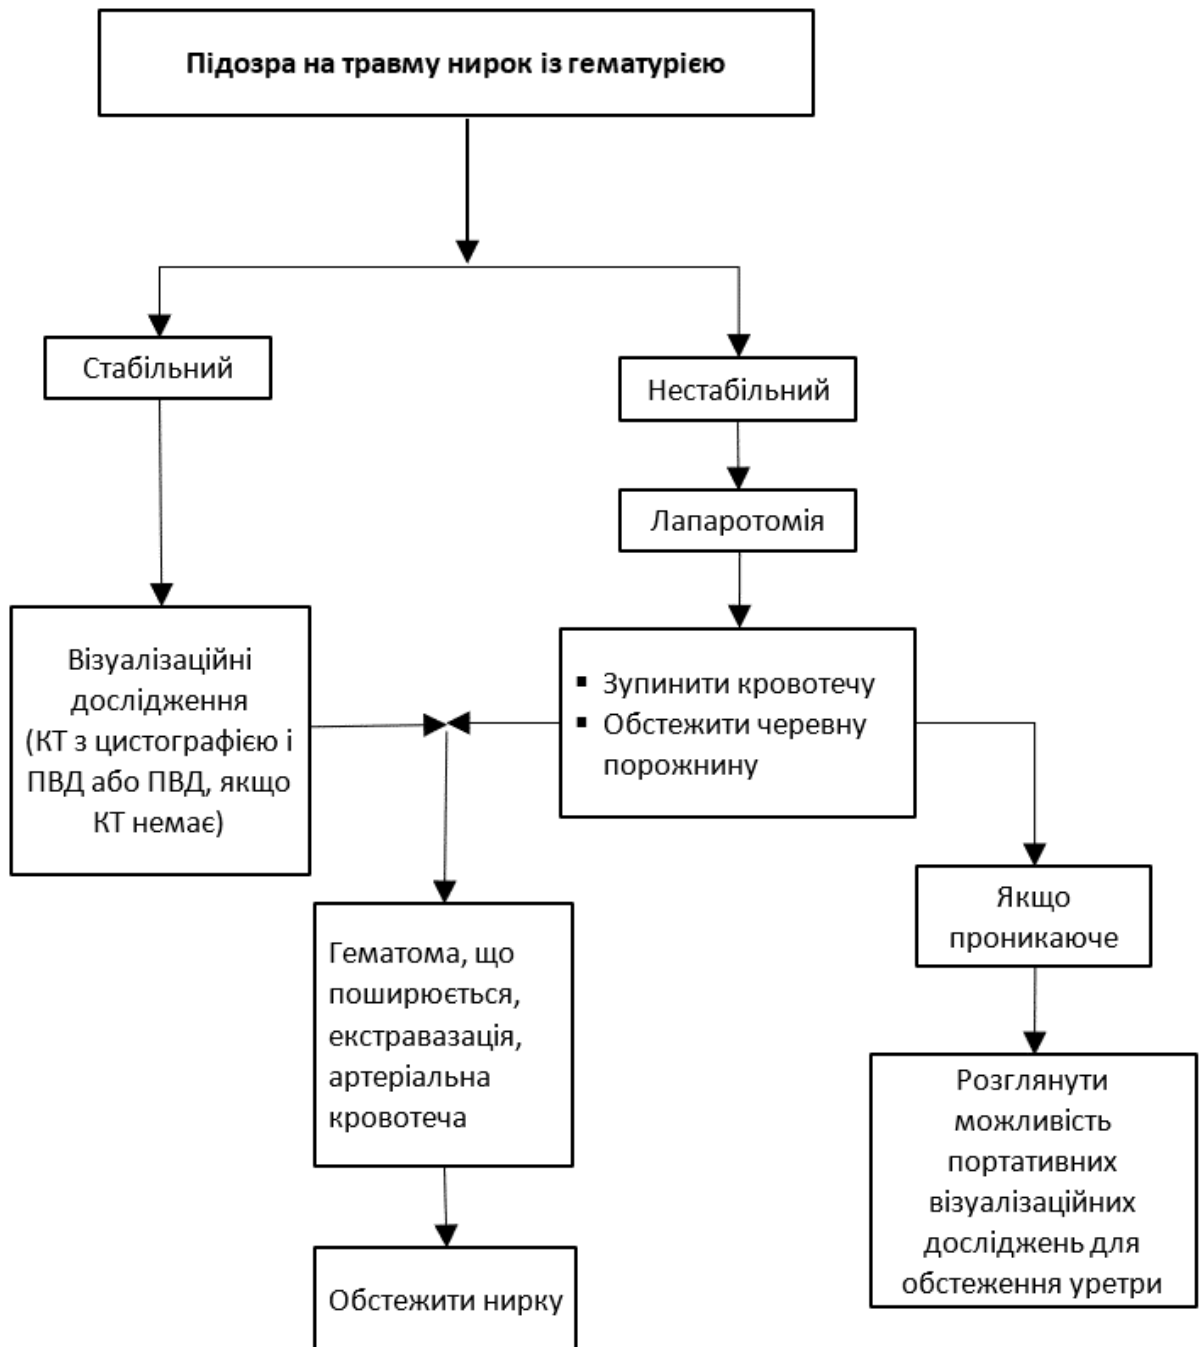 Підозра на травму нирок із гематурією
Стабільний
Нестабільний
Лапаротомія
Візуалізаційні
дослідження
(КТ з цистографією і
ПВД або ПВД, якщо
КТ немає)
▪ Зупинити кровотечу
▪ Обстежити черевну
порожнину
Якщо
проникаюче
Гематома, що
поширюється,
екстравазація,
артеріальна
кровотеча
Розглянути
можливість
портативних
візуалізаційних
досліджень для
обстеження уретри
Обстежити нирку